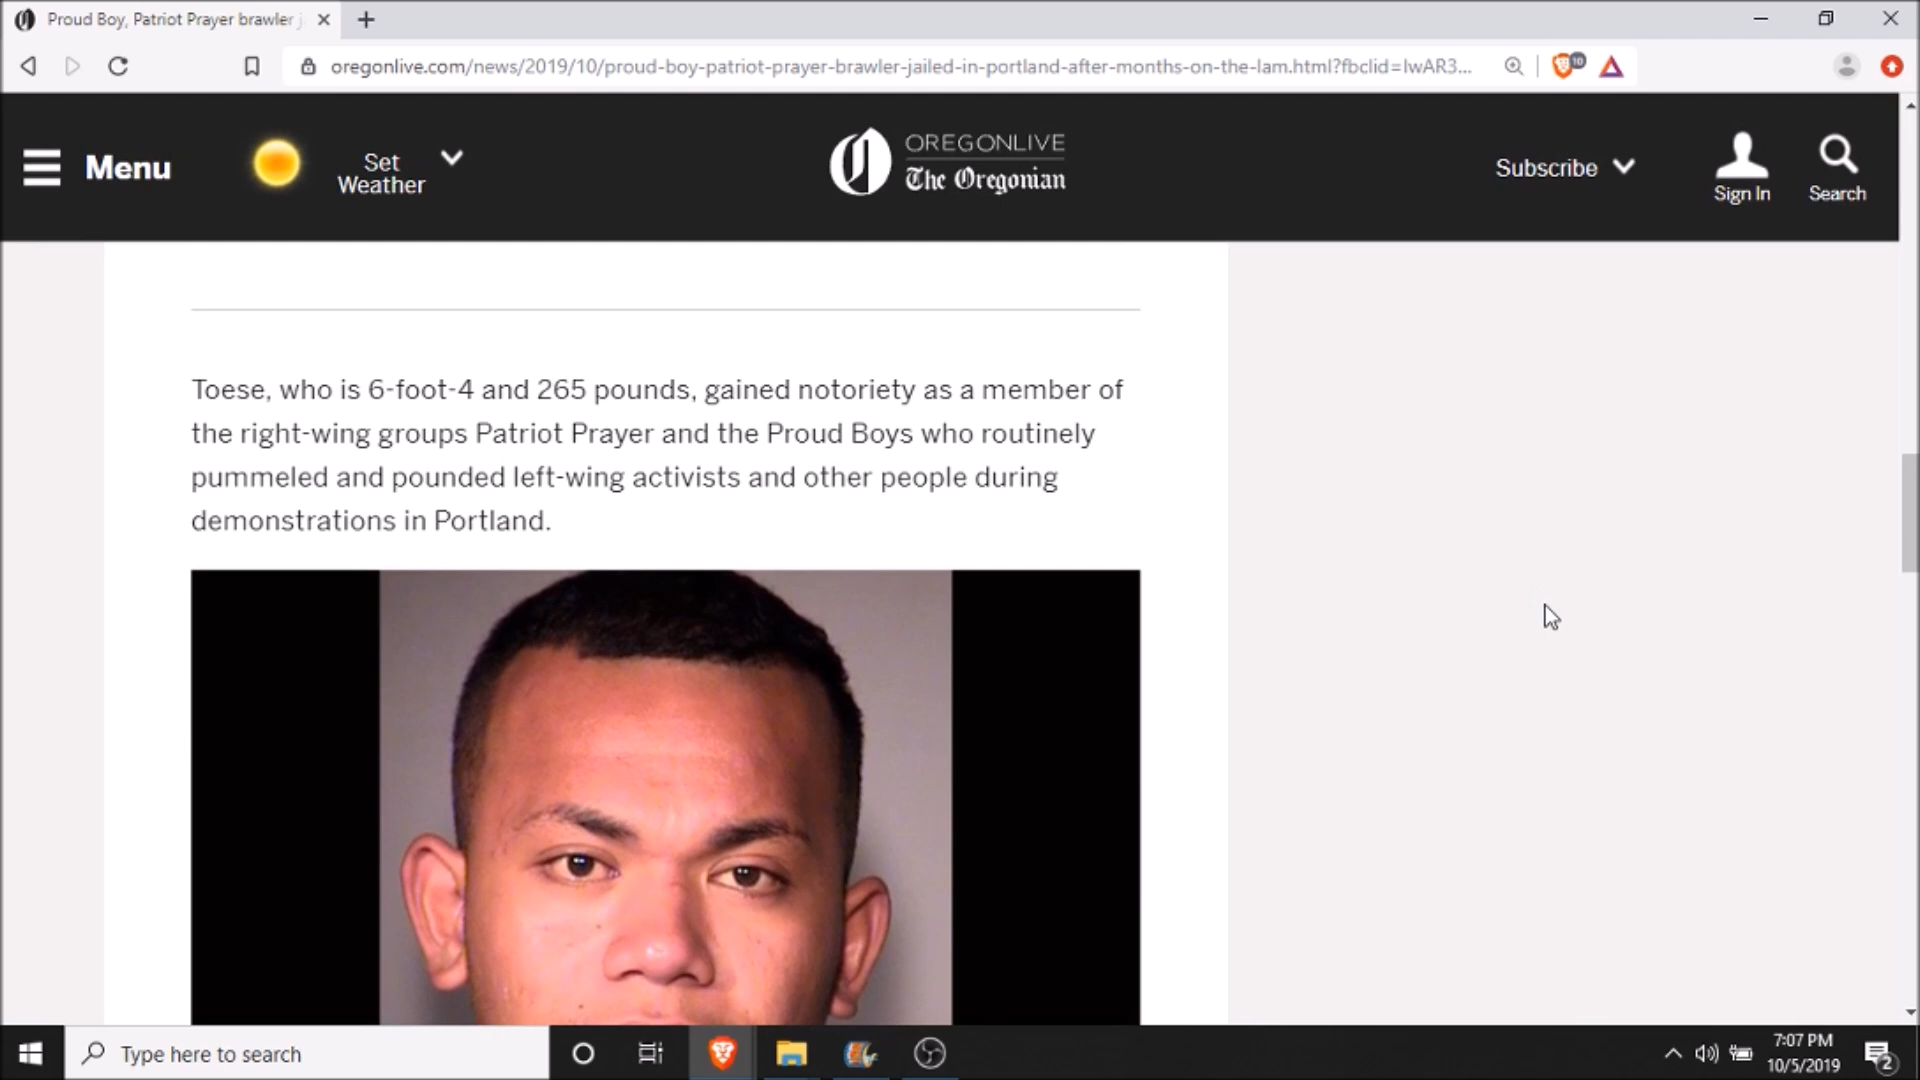 Proud Boy, Patriot Prayer brawler j
oregonlive.com/news/2019/10/proud-boy-patriot-prayer-brawler-jailed-in-portland-after-months-on-the-lam.html?fbclid=IwAR3...
10
Menu
Set
Weather
OREGONLIVE
The Oregonian
Subscribe
Sign In
Search
Toese, who is 6-foot-4 and 265 pounds, gained notoriety as a member of
the right-wing groups Patriot Prayer and the Proud Boys who routinely
pummeled and pounded left-wing activists and other people during
demonstrations in Portland.
Type here to search
7:07 PM
10/5/2019
2